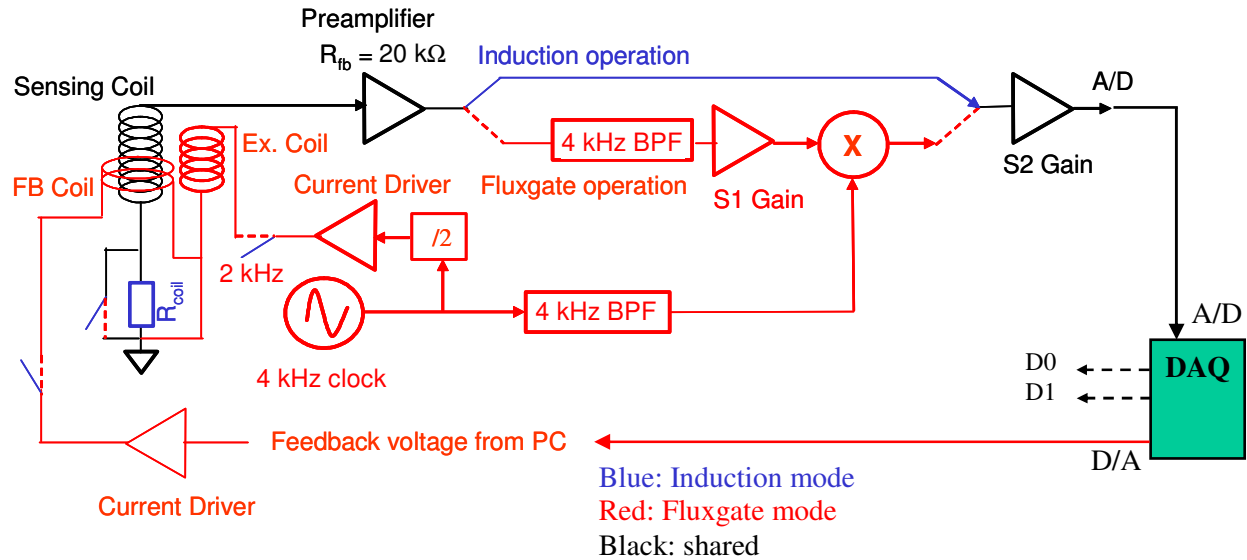 Preamplifier
R_fb = 20 kΩ
Induction operation
Sensing Coil
A/D
Ex. Coil
4 kHz BPF
X
FB Coil
Current Driver
Fluxgate operation
S1 Gain
S2 Gain
/2
2 kHz
R_coil
4 kHz BPF
A/D
4 kHz clock
D0
DAQ
D1
Feedback voltage from PC
D/A
Blue: Induction mode
Current Driver
Red: Fluxgate mode
Black: shared